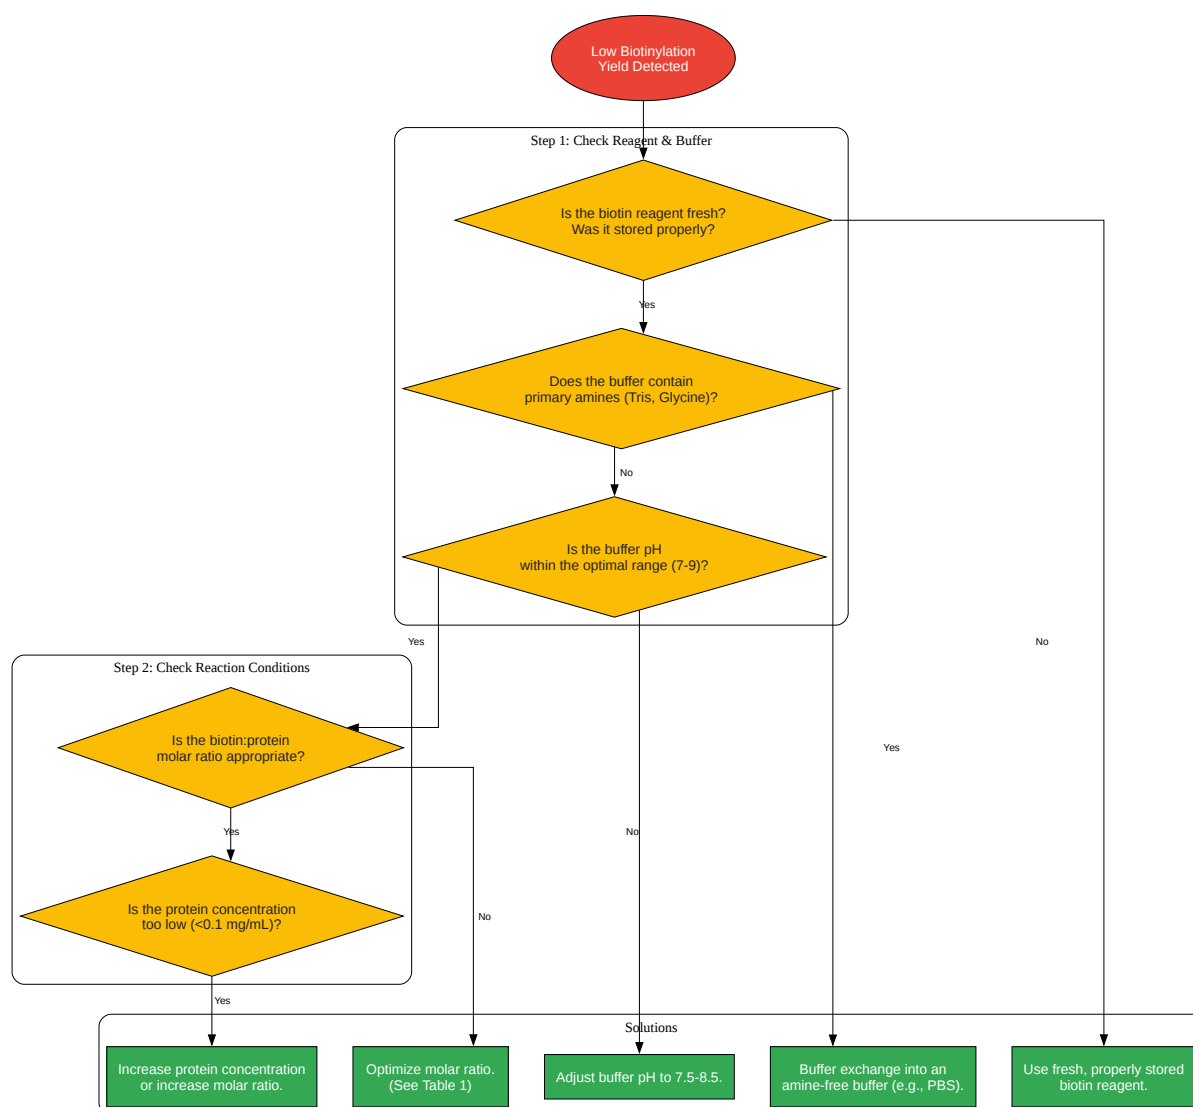 Low Biotinylation
Yield Detected
Step 1: Check Reagent & Buffer
Is the biotin reagent fresh?
Was it stored properly?
Yes
Does the buffer contain
primary amines (Tris, Glycine)?
No
Is the buffer pH
within the optimal range (7-9)?
Yes
No
Step 2: Check Reaction Conditions
Is the biotin:protein
molar ratio appropriate?
Yes
Yes
No
Is the protein concentration
too low (<0.1 mg/mL)?
No
Yes
Solutions
Increase protein concentration
or increase molar ratio.
Optimize molar ratio.
(See Table 1)
Adjust buffer pH to 7.5-8.5.
Buffer exchange into an
amine-free buffer (e.g., PBS).
Use fresh, properly stored
biotin reagent.